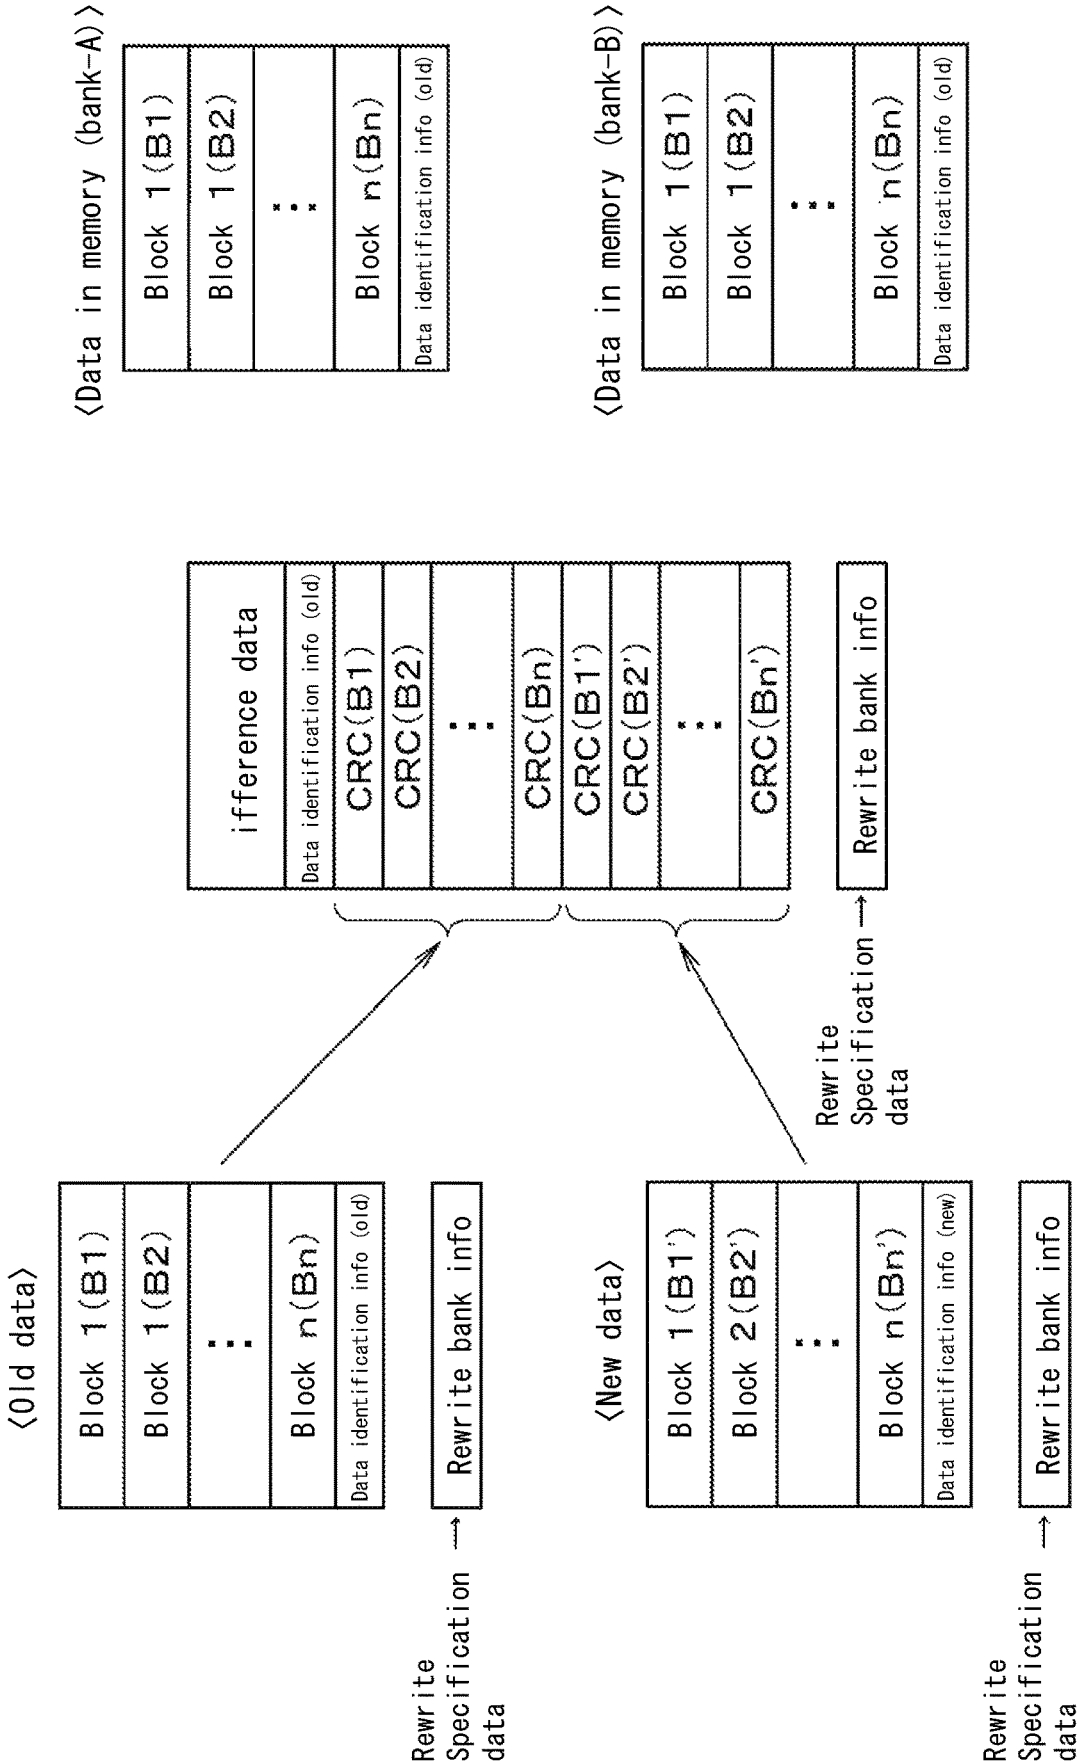 <Old data>
Block 1(B1)
Block 1(B2)
Block n(Bn)
Data identification info (old)
Rewrite
Specification
data
Rewrite bank info
<New data>
Block 1(B1')
Block 2(B2')
Block n(Bn')
Data identification info (new)
Rewrite
Specification
data
Rewrite bank info
ifference data
Data identification info (old)
CRC(B1)
CRC(B2)
CRC(Bn)
CRC(B1')
CRC(B2')
CRC(Bn')
Rewrite
Specification
data
Rewrite bank info
<Data in memory (bank-A)>
Block 1(B1)
Block 1(B2)
Block n(Bn)
Data identification info (old)
<Data in memory (bank-B)>
Block 1(B1)
Block 1(B2)
Block n(Bn)
Data identification info (old)